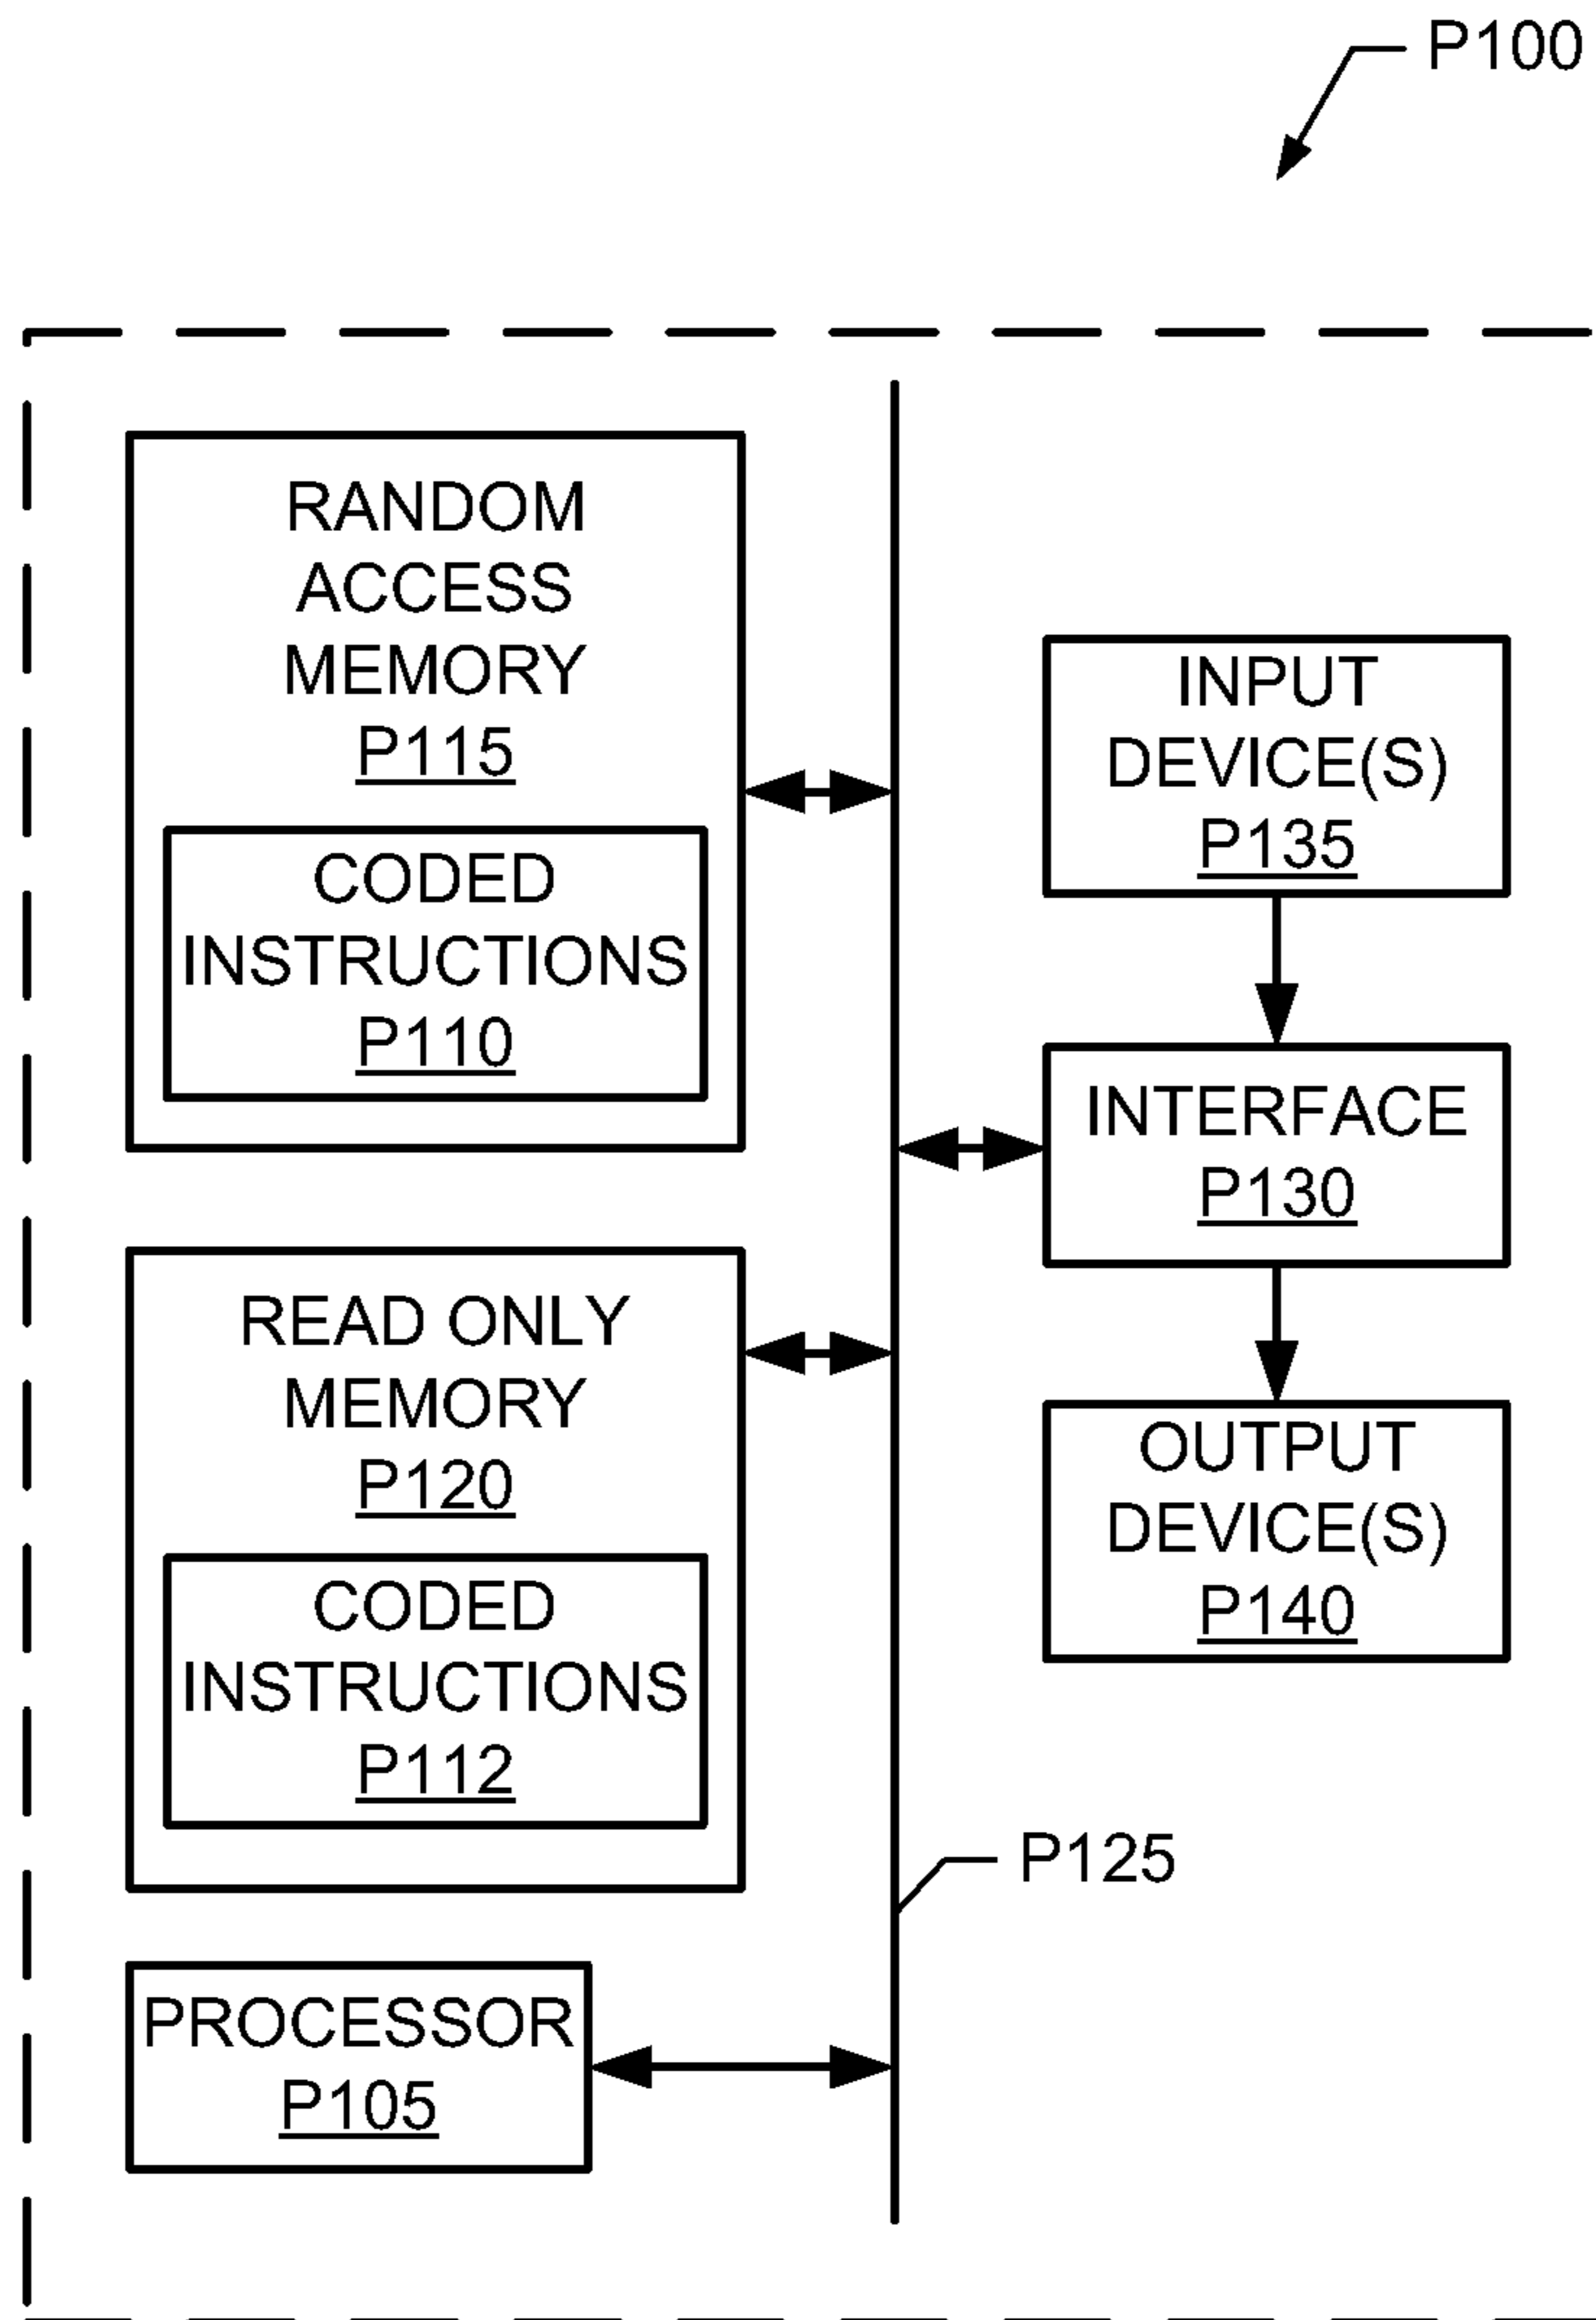 P100
RANDOM
ACCESS
MEMORY
P115
CODED
INSTRUCTIONS
P110
READ ONLY
MEMORY
P120
CODED
INSTRUCTIONS
P112
PROCESSOR
P105
INPUT
DEVICE(S)
P135
INTERFACE
P130
OUTPUT
DEVICE(S)
P140
P125